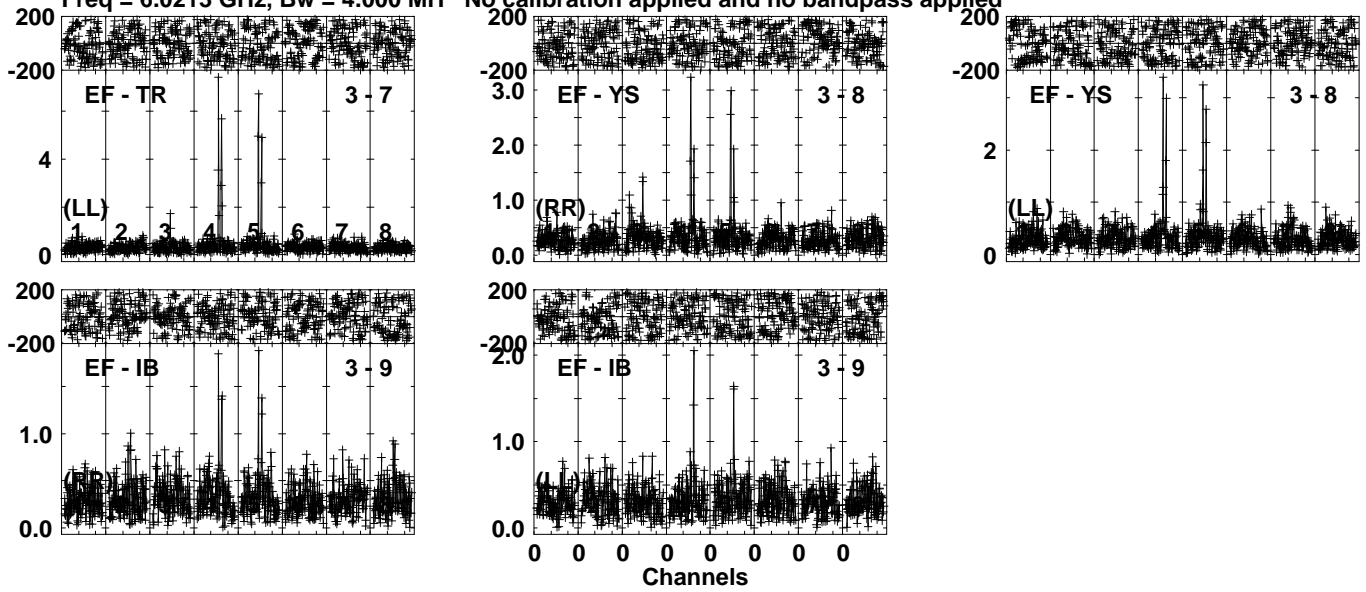 Freq = 6.0213 GHz, Bw = 4.000 MH No calibration applied and no bandpass applied
200
-200
EF - TR 3 - 7
4
(LL)
1 2 3 4 5 6 7 8
0
200
-200
3.0
EF - YS 3 - 8
2.0
1.0
(RR)
0.0
200
-200
EF - YS 3 - 8
2
(LL)
0
200
-200
EF - IB 3 - 9
1.0
(RR)
0.0
200
-200
2.0
EF - IB 3 - 9
1.0
(LL)
0.0
0 0 0 0 0 0 0 0
Channels